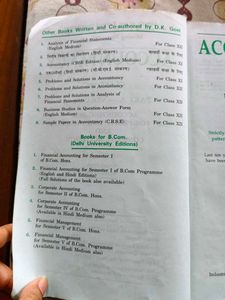 Other Books Written and Co-authored by D.K. Goel
1. Analysis of Financial Statements For Class XII
(English Medium)
2. वित्तीय विवरणों का विश्लेषण (हिन्दी संस्करण)
3. Accountancy (CBSE Edition) (English Medium) For Class XI
4. एकाउन्टेंसी (सी.बी.एस.ई. संस्करण)
5. Problems and Solutions in Accountancy For Class XI
6. Problems and Solutions in Accountancy For Class XII
7. Problems and Solutions in Analysis of
Financial Statements For Class XII
8. Business Studies in Question-Answer Form
(English Medium) For Class XII
9. Sample Papers in Accountancy (C.B.S.E) For Class XII
Books for B.Com.
(Delhi University Editions)
1. Financial Accounting for Semester I
of B.Com. Hons.
2. Financial Accounting for Semester I of B.Com Programme
(English and Hindi Editions)
(Full Solutions of the book also available)
3. Corporate Accounting
for Semester II of B.Com. Hons.
4. Corporate Accounting
for Semester IV of B.Com. Programme
(Available in Hindi Medium also)
5. Financial Management
for Semester V of B.Com. Hons.
6. Financial Management
for Semester V of B.Com. Programme
(Available in Hindi Medium also)
ACC
Strictly
Last ten y
have been